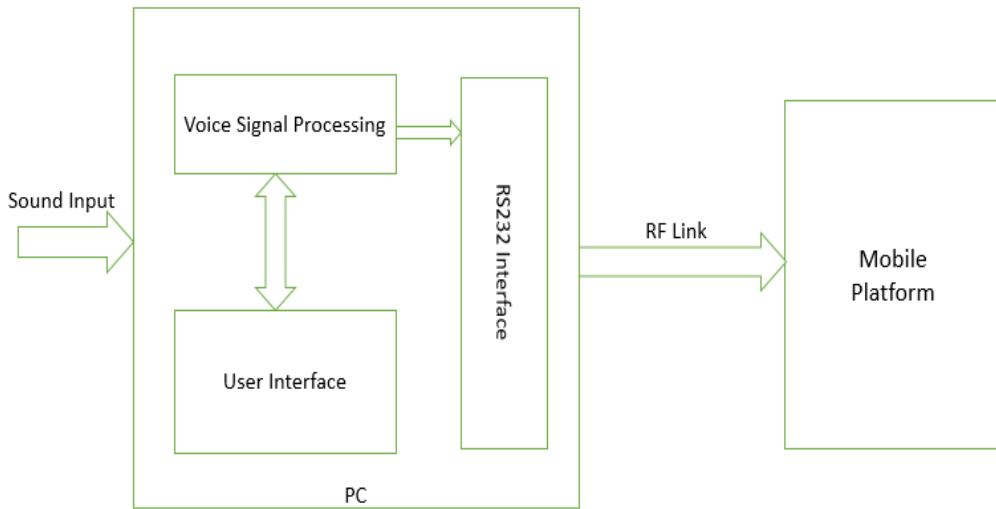 Sound Input
Voice Signal Processing
User Interface
RS232 Interface
PC
RF Link
Mobile
Platform